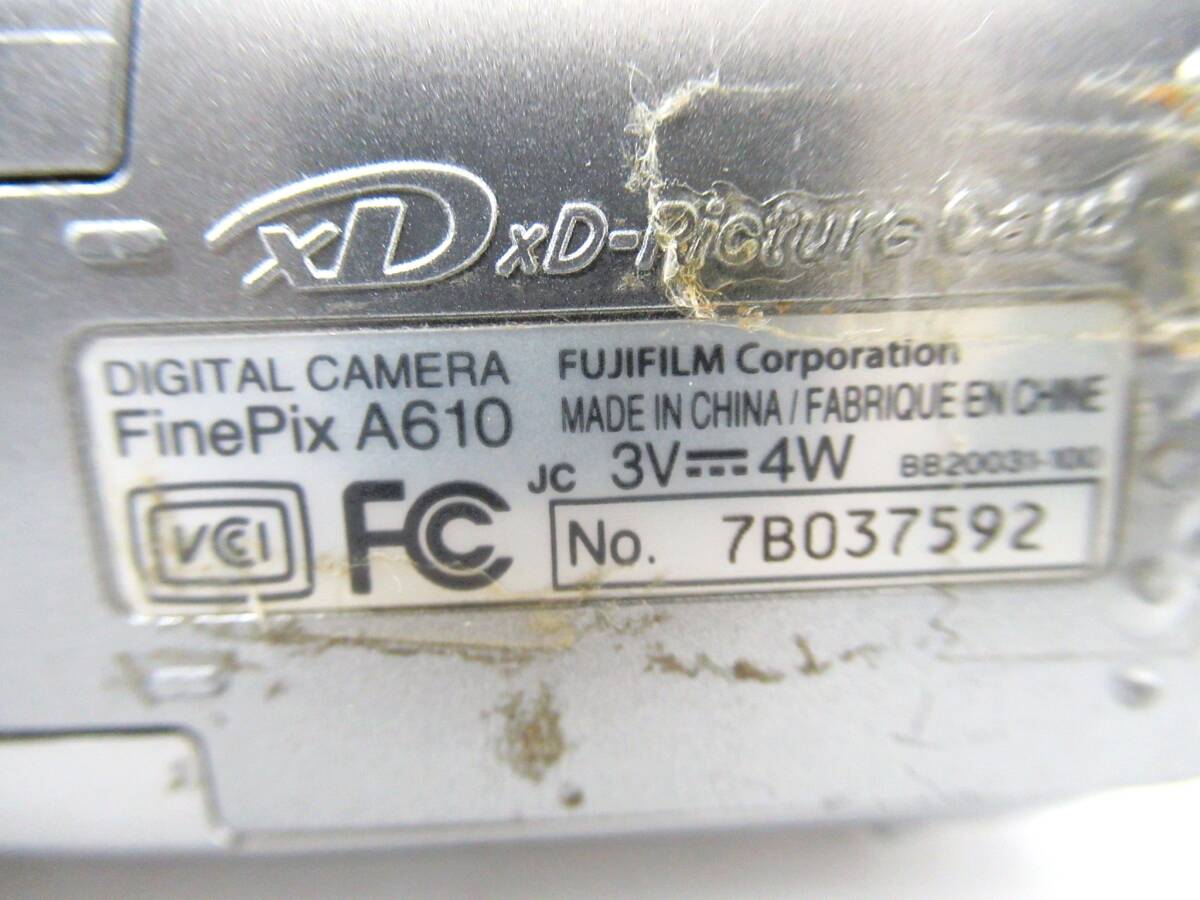 xD xD-Picture Card
DIGITAL CAMERA
FinePix A610
FUJIFILM Corporation
MADE IN CHINA / FABRIQUE EN CHINE
JC 3V⎓4W BB20031-100
VCCI FC
No. 7B037592